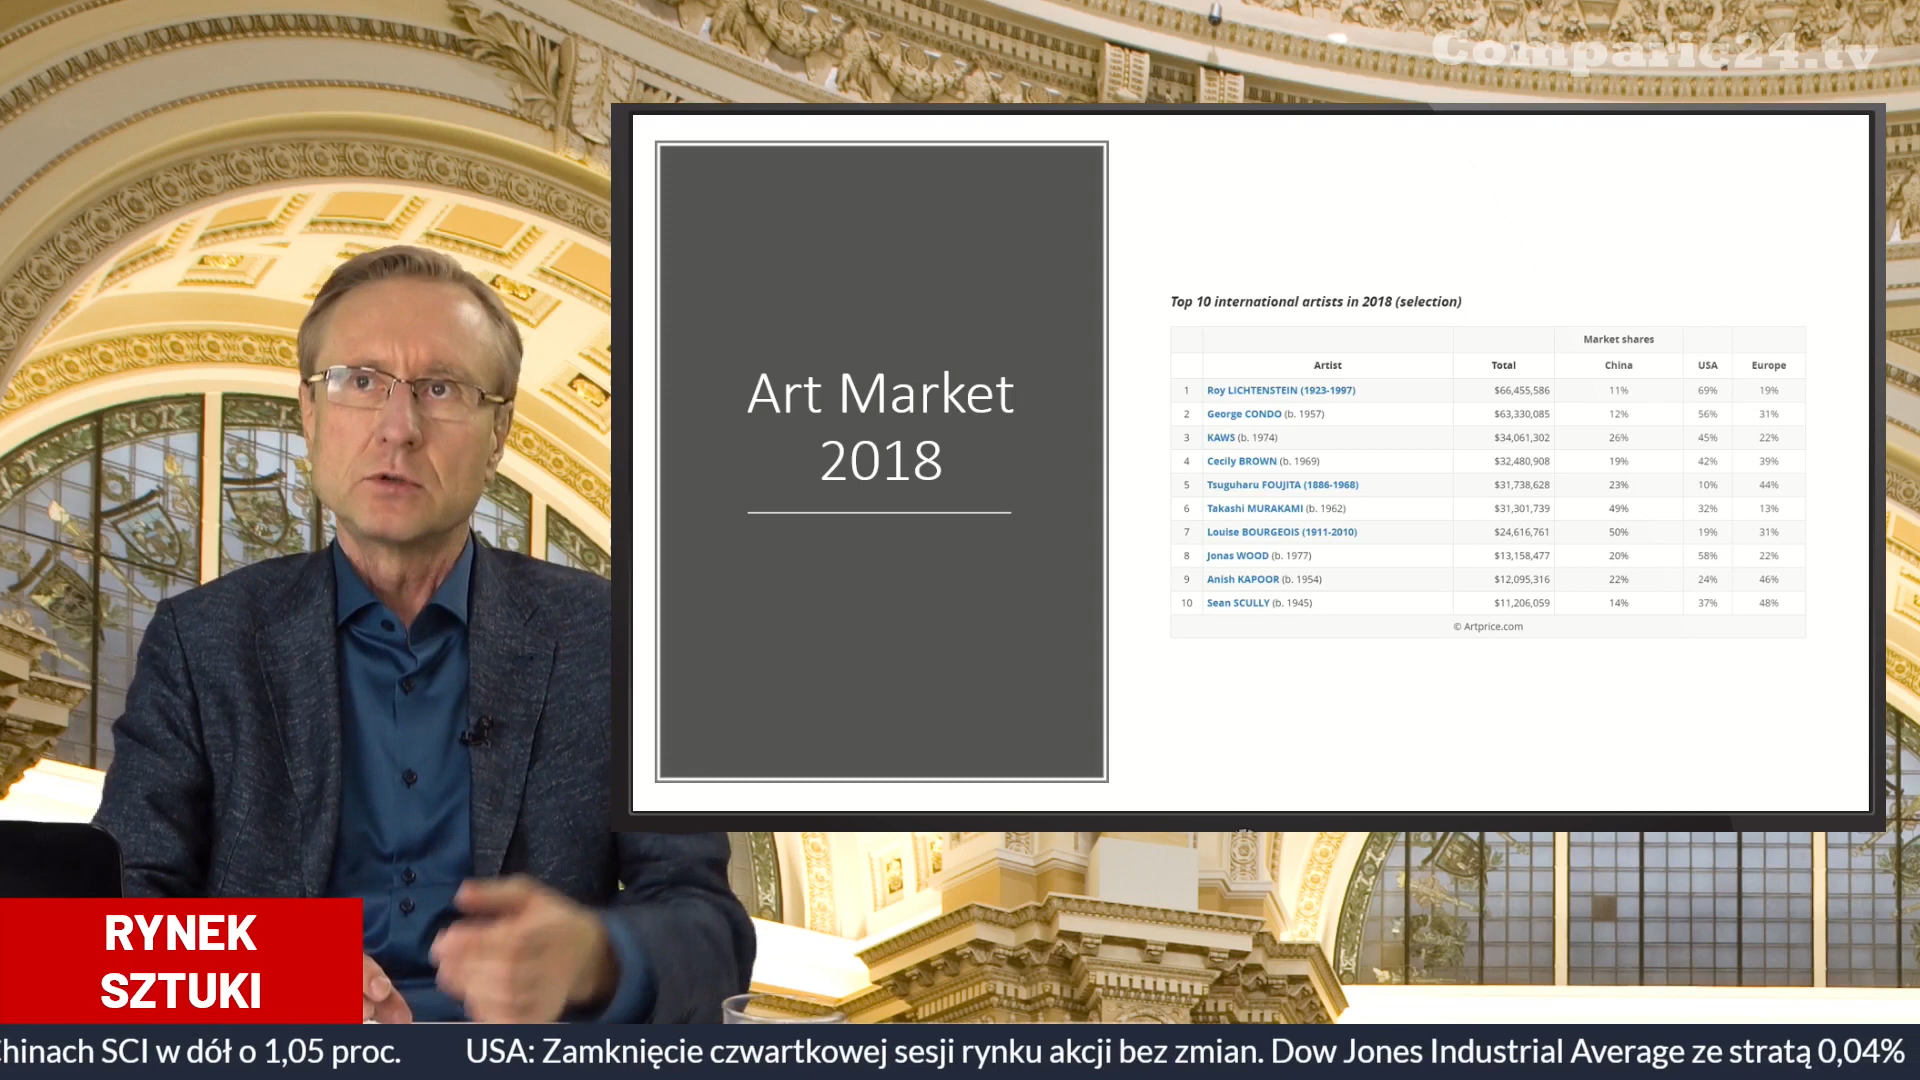 Comparic24.tv
Art Market
2018
Top 10 international artists in 2018 (selection)
Market shares
Artist Total China USA Europe
1 Roy LICHTENSTEIN (1923-1997) $66,455,586 11% 69% 19%
2 George CONDO (b. 1957) $63,330,085 12% 56% 31%
3 KAWS (b. 1974) $34,061,302 26% 45% 22%
4 Cecily BROWN (b. 1969) $32,480,908 19% 42% 39%
5 Tsuguharu FOUJITA (1886-1968) $31,738,628 23% 10% 44%
6 Takashi MURAKAMI (b. 1962) $31,301,739 49% 32% 13%
7 Louise BOURGEOIS (1911-2010) $24,616,761 50% 19% 31%
8 Jonas WOOD (b. 1977) $13,158,477 20% 58% 22%
9 Anish KAPOOR (b. 1954) $12,095,316 22% 24% 46%
10 Sean SCULLY (b. 1945) $11,206,059 14% 37% 48%
© Artprice.com
RYNEK
SZTUKI
hinach SCI w dół o 1,05 proc. USA: Zamknięcie czwartkowej sesji rynku akcji bez zmian. Dow Jones Industrial Average ze stratą 0,04%